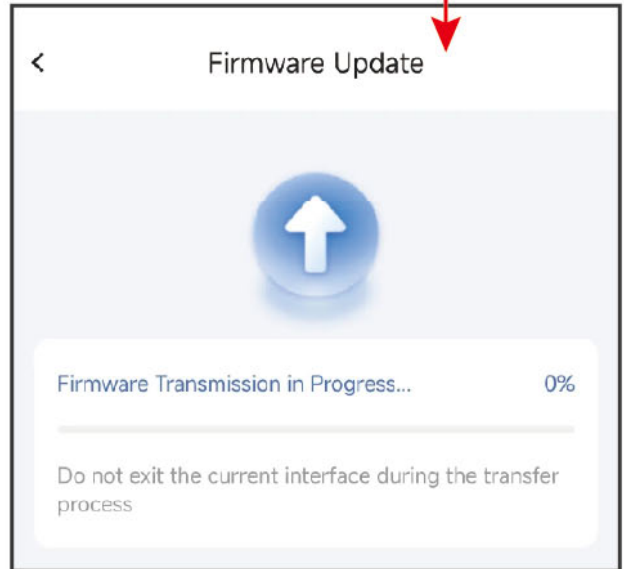 Firmware Update
Firmware Transmission in Progress...
0%
Do not exit the current interface during the transfer
process